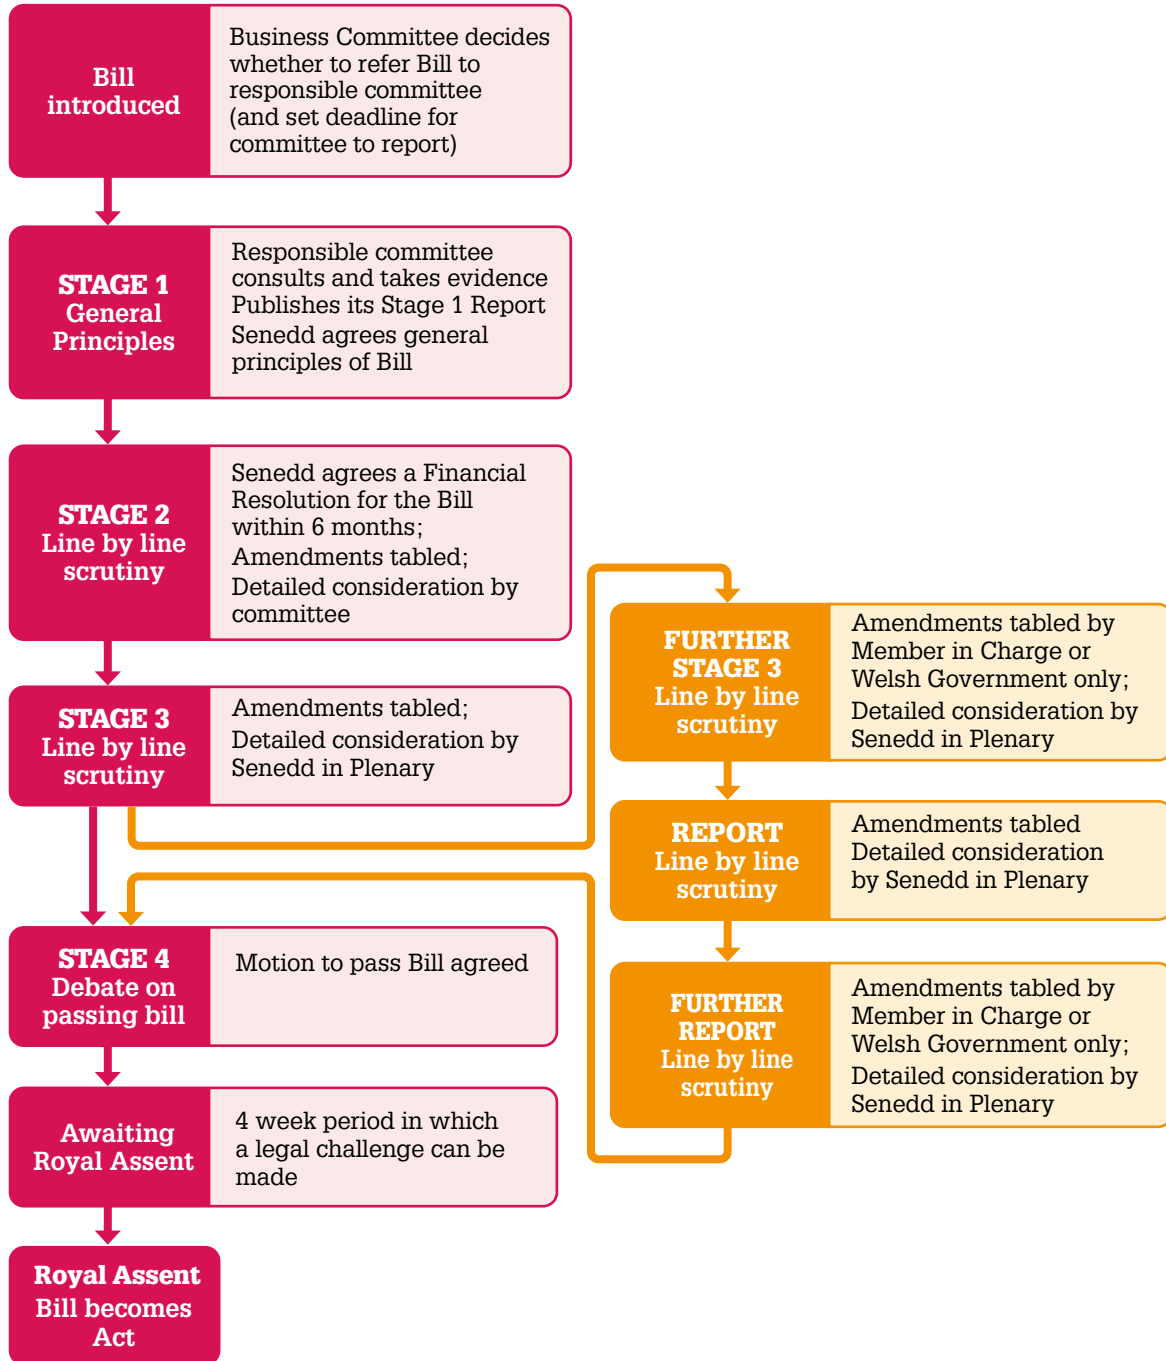 Bill
introduced
Business Committee decides
whether to refer Bill to
responsible committee
(and set deadline for
committee to report)
STAGE 1
General
Principles
Responsible committee
consults and takes evidence
Publishes its Stage 1 Report
Senedd agrees general
principles of Bill
STAGE 2
Line by line
scrutiny
Senedd agrees a Financial
Resolution for the Bill
within 6 months;
Amendments tabled;
Detailed consideration by
committee
STAGE 3
Line by line
scrutiny
Amendments tabled;
Detailed consideration by
Senedd in Plenary
FURTHER
STAGE 3
Line by line
scrutiny
Amendments tabled by
Member in Charge or
Welsh Government only;
Detailed consideration by
Senedd in Plenary
REPORT
Line by line
scrutiny
Amendments tabled
Detailed consideration
by Senedd in Plenary
FURTHER
REPORT
Line by line
scrutiny
Amendments tabled by
Member in Charge or
Welsh Government only;
Detailed consideration by
Senedd in Plenary
STAGE 4
Debate on
passing bill
Motion to pass Bill agreed
Awaiting
Royal Assent
4 week period in which
a legal challenge can be
made
Royal Assent
Bill becomes
Act